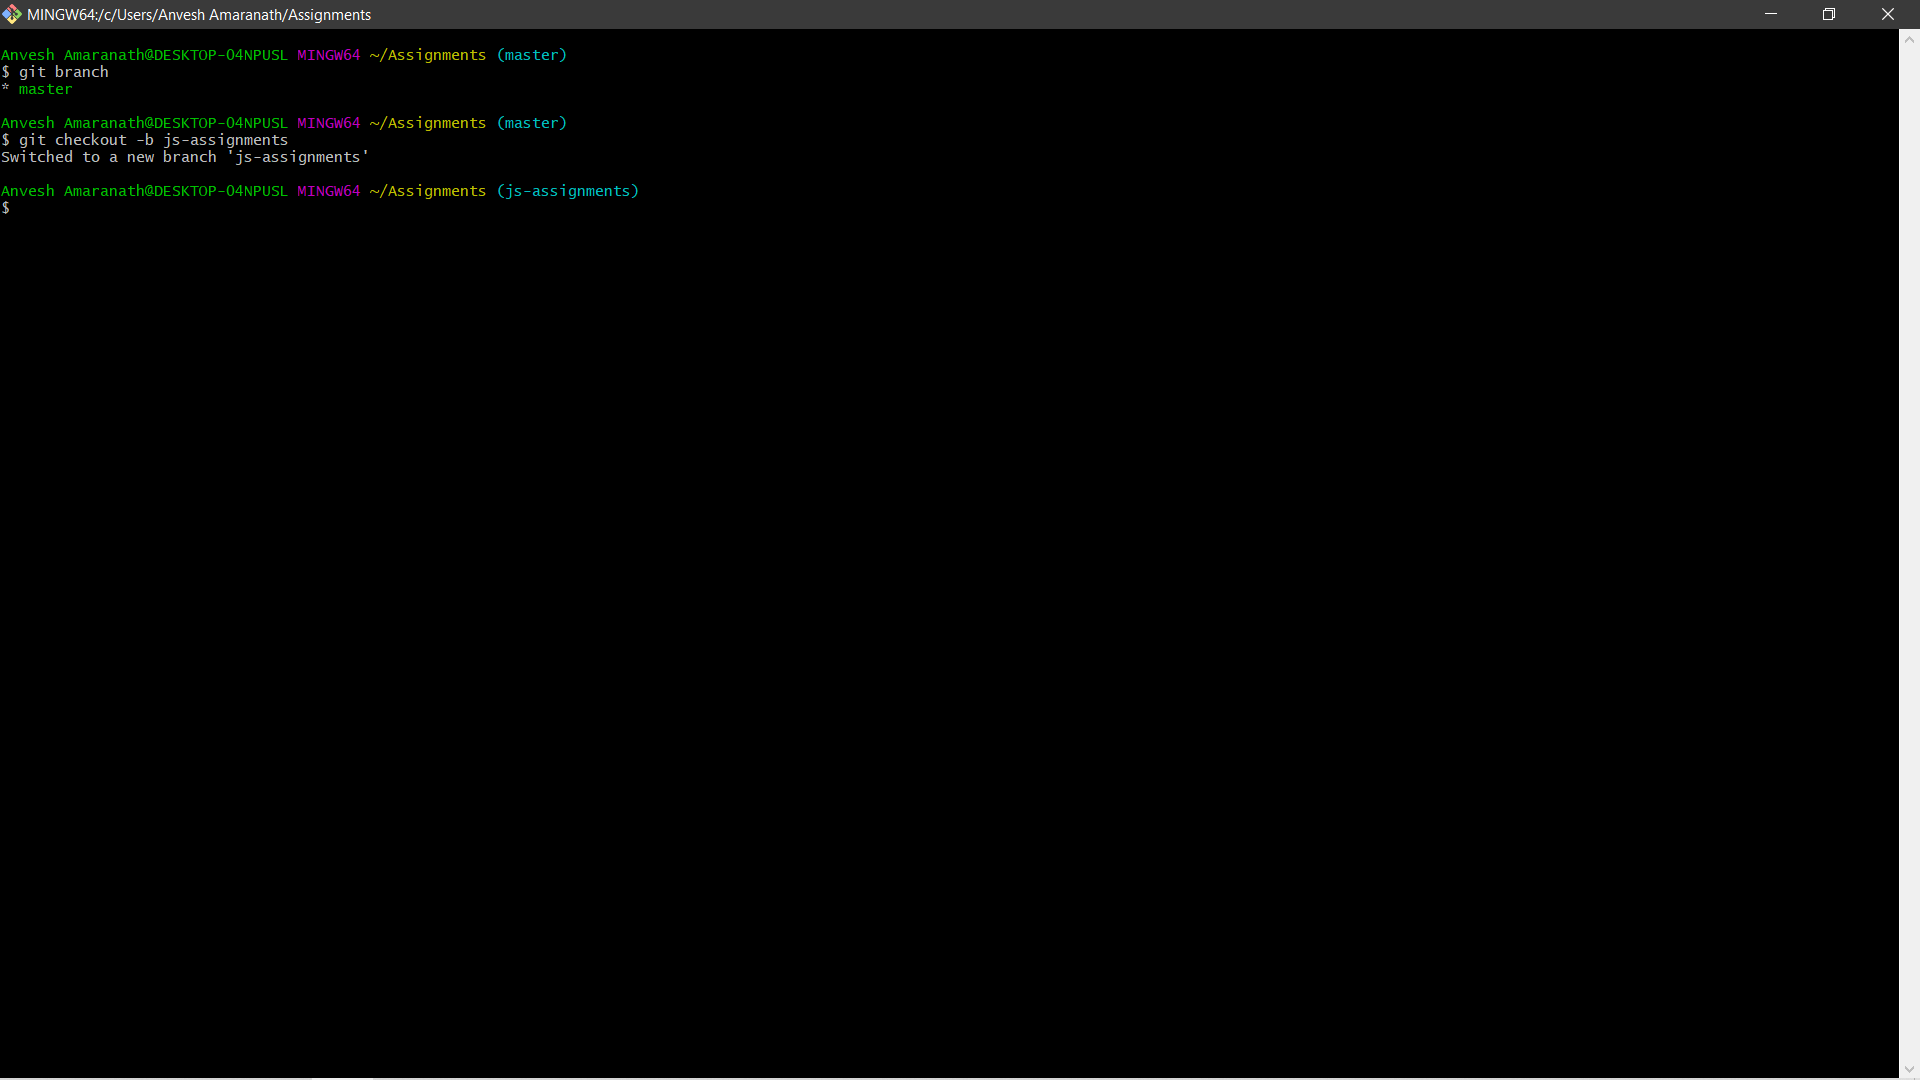 MINGW64:/c/Users/Anvesh Amaranath/Assignments
Anvesh Amaranath@DESKTOP-04NPUSL MINGW64 ~/Assignments (master)
$ git branch
* master
Anvesh Amaranath@DESKTOP-04NPUSL MINGW64 ~/Assignments (master)
$ git checkout -b js-assignments
Switched to a new branch 'js-assignments'
Anvesh Amaranath@DESKTOP-04NPUSL MINGW64 ~/Assignments (js-assignments)
$